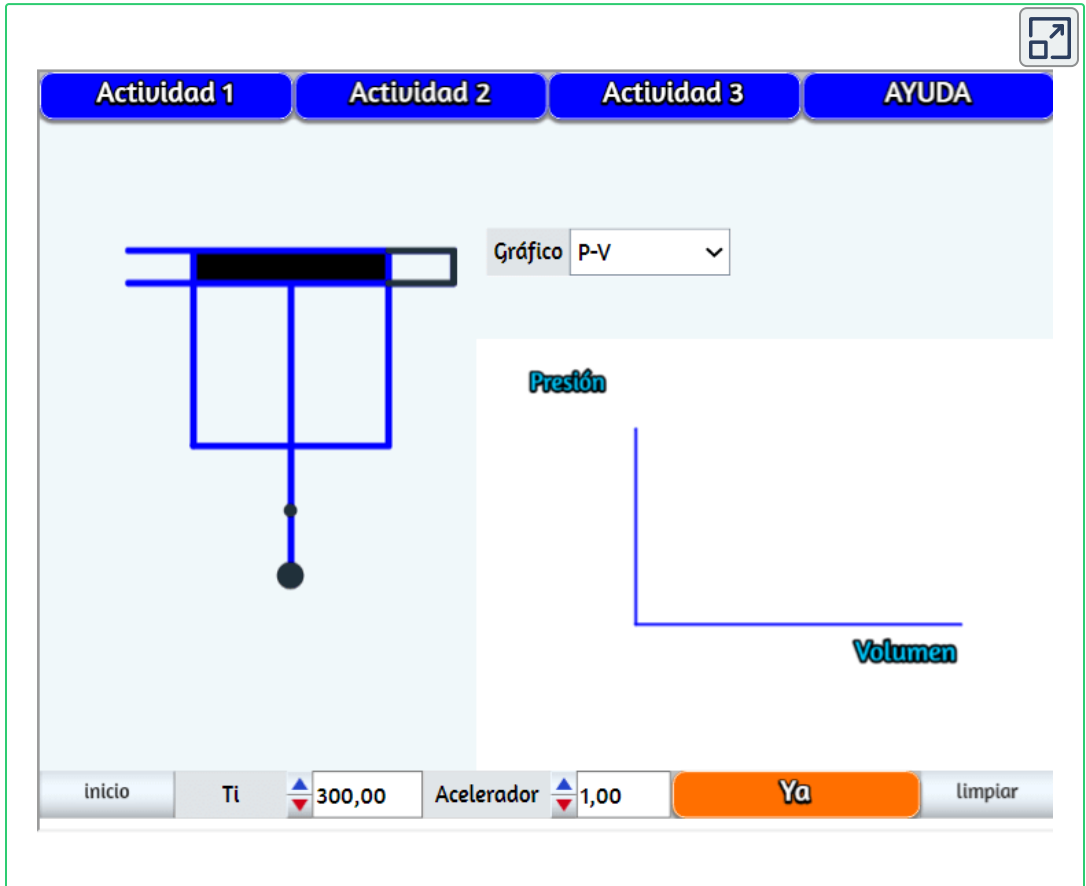 Actividad 1 Actividad 2 Actividad 3 AYUDA
Gráfico P-V
Presión
Volumen
inicio Ti 300,00 Acelerador 1,00 Ya limpiar